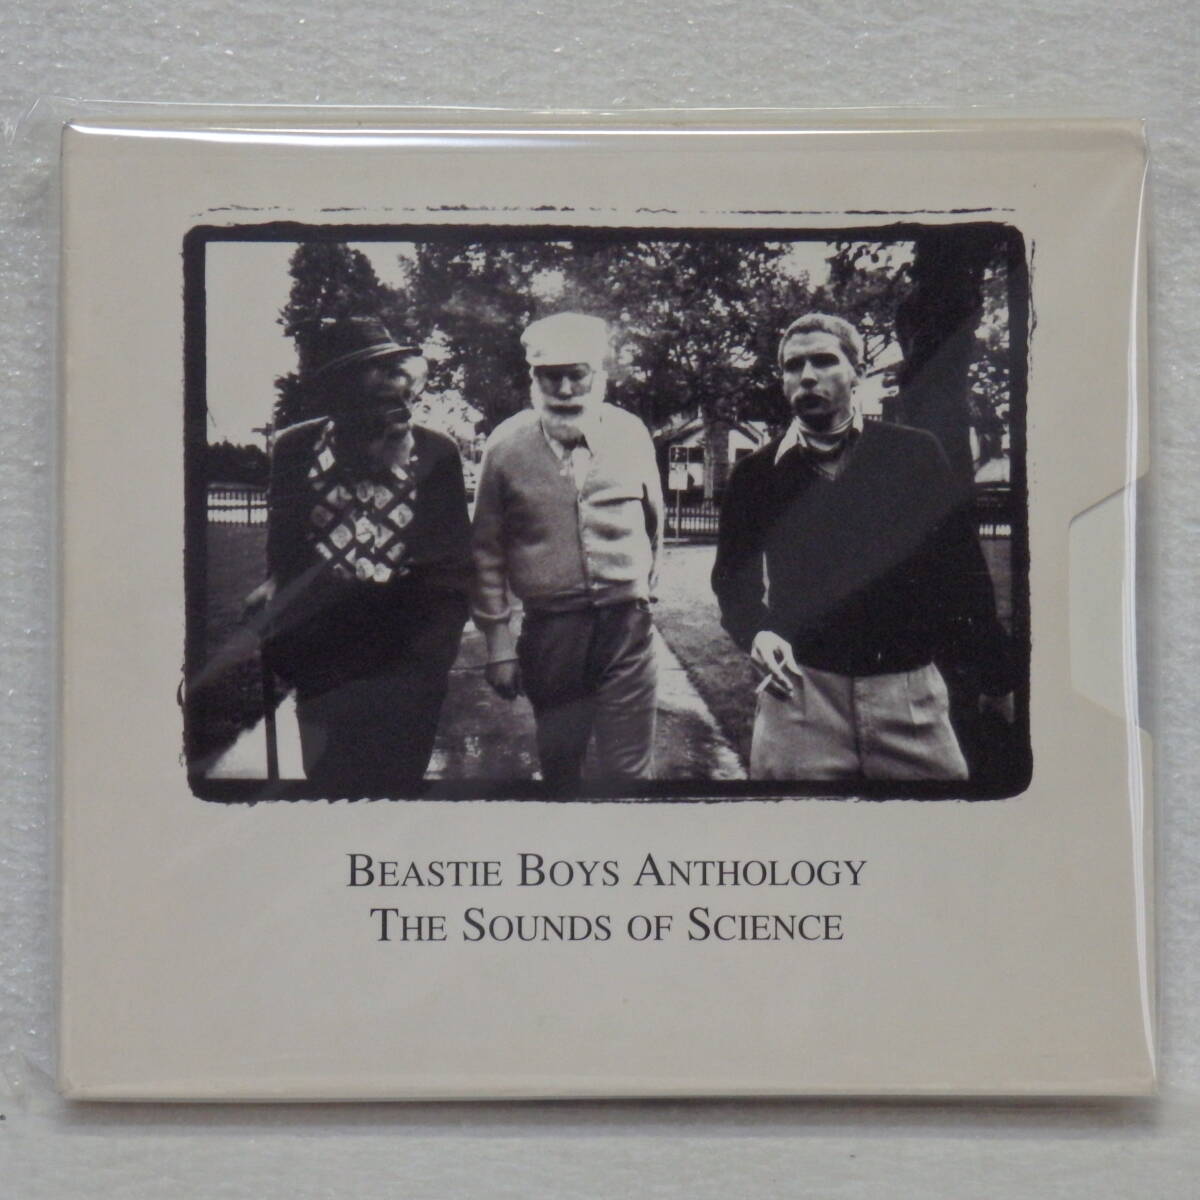 BEASTIE BOYS ANTHOLOGY
THE SOUNDS OF SCIENCE